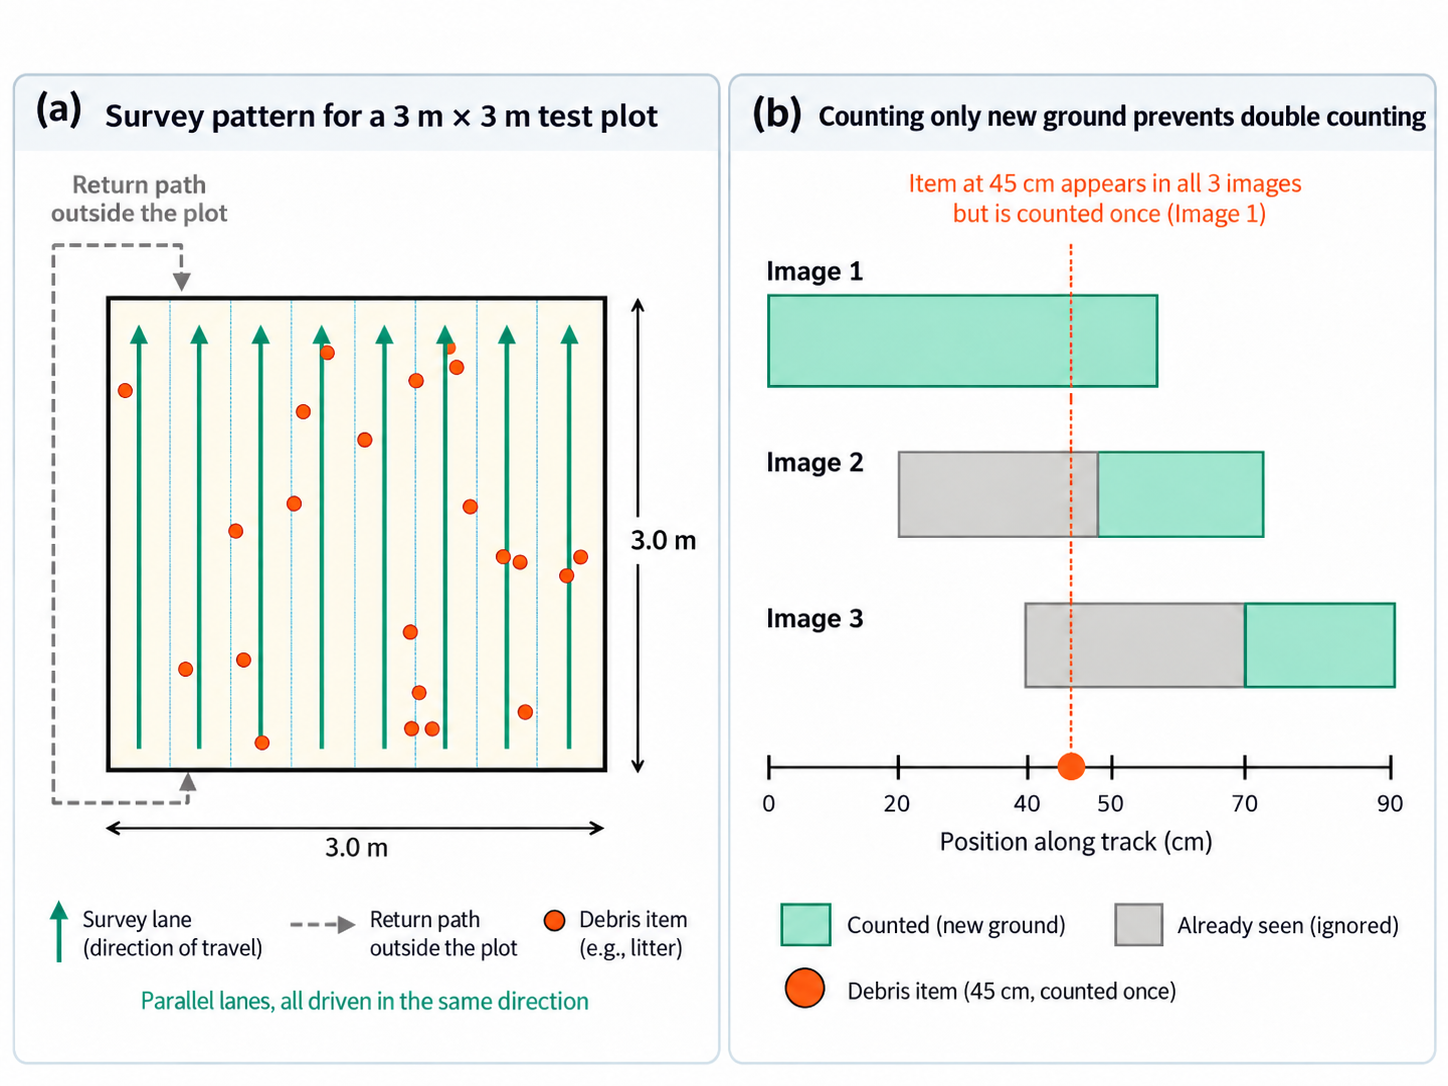 (a) Survey pattern for a 3 m × 3 m test plot
Return path
outside the plot
3.0 m
3.0 m
Survey lane
(direction of travel)
Return path
outside the plot
Debris item
(e.g., litter)
Parallel lanes, all driven in the same direction
(b) Counting only new ground prevents double counting
Item at 45 cm appears in all 3 images
but is counted once (Image 1)
Image 1
Image 2
Image 3
0 20 40 50 70 90
Position along track (cm)
Counted (new ground)
Already seen (ignored)
Debris item (45 cm, counted once)